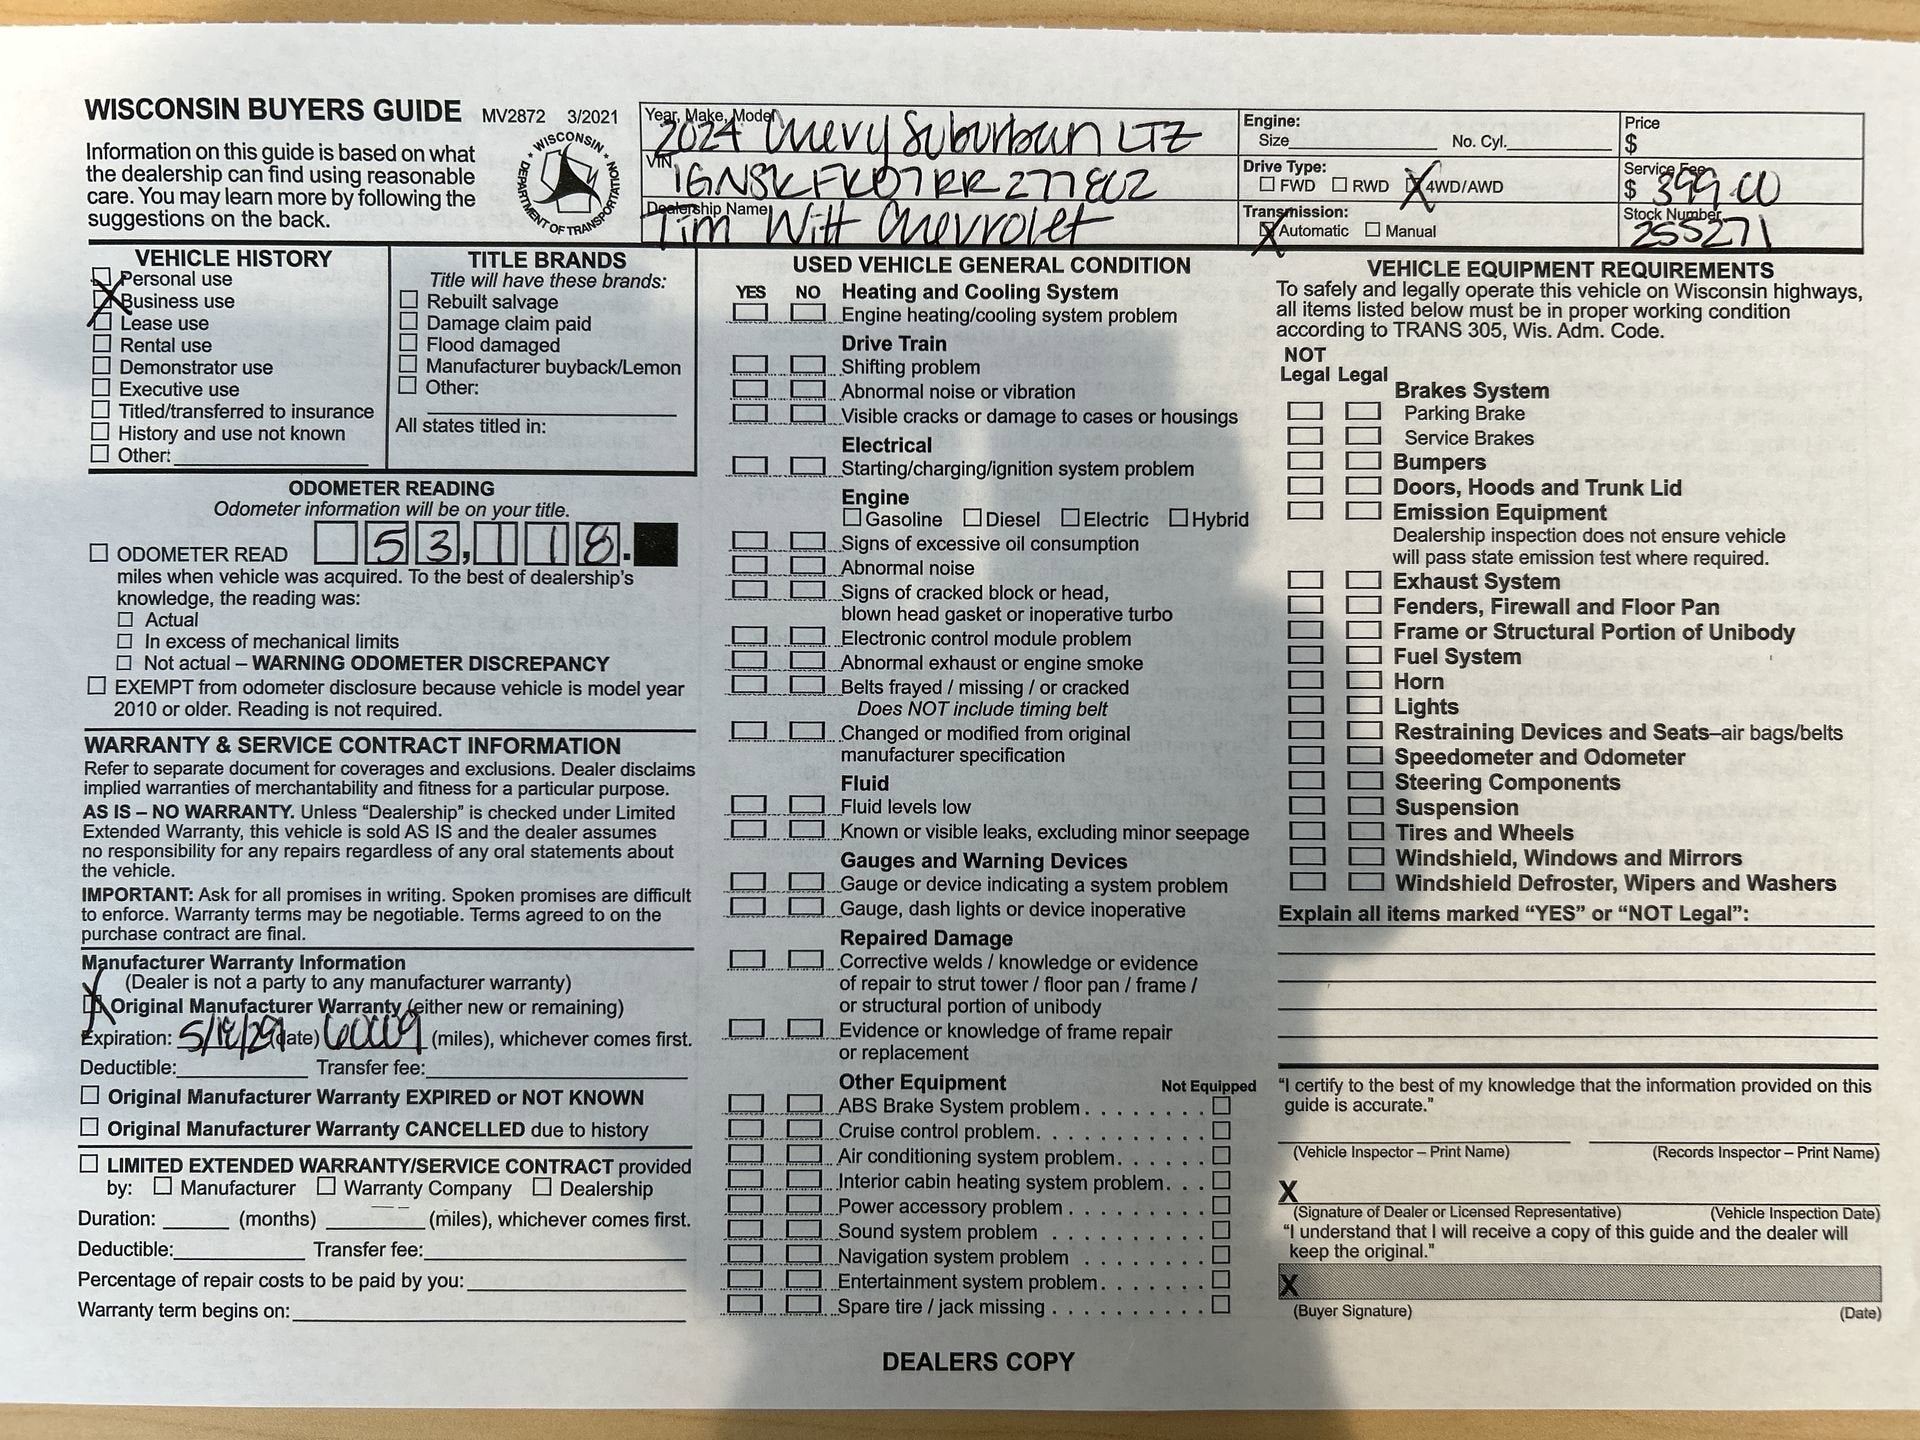 WISCONSIN BUYERS GUIDE MV2872 3/2021
Information on this guide is based on what
the dealership can find using reasonable
care. You may learn more by following the
suggestions on the back.
WISCONSIN
DEPARTMENT OF TRANSPORTATION
Year, Make, Model
2024 Chevy Suburban LTZ
VIN
1GNSKFKD7RR277802
Dealership Name
Tim Witt Chevrolet
Engine:
Size No. Cyl.
Drive Type:
FWD RWD X 4WD/AWD
Transmission:
X Automatic Manual
Price
$
Service Fee
$ 399.00
Stock Number
255271
VEHICLE HISTORY
Personal use
X Business use
Lease use
Rental use
Demonstrator use
Executive use
Titled/transferred to insurance
History and use not known
Other:
TITLE BRANDS
Title will have these brands:
Rebuilt salvage
Damage claim paid
Flood damaged
Manufacturer buyback/Lemon
Other:
All states titled in:
ODOMETER READING
Odometer information will be on your title.
ODOMETER READ 53,118.
miles when vehicle was acquired. To the best of dealership's
knowledge, the reading was:
Actual
In excess of mechanical limits
Not actual – WARNING ODOMETER DISCREPANCY
EXEMPT from odometer disclosure because vehicle is model year
2010 or older. Reading is not required.
WARRANTY & SERVICE CONTRACT INFORMATION
Refer to separate document for coverages and exclusions. Dealer disclaims
implied warranties of merchantability and fitness for a particular purpose.
AS IS – NO WARRANTY. Unless “Dealership” is checked under Limited
Extended Warranty, this vehicle is sold AS IS and the dealer assumes
no responsibility for any repairs regardless of any oral statements about
the vehicle.
IMPORTANT: Ask for all promises in writing. Spoken promises are difficult
to enforce. Warranty terms may be negotiable. Terms agreed to on the
purchase contract are final.
Manufacturer Warranty Information
(Dealer is not a party to any manufacturer warranty)
X Original Manufacturer Warranty (either new or remaining)
Expiration: (date) (miles), whichever comes first.
Deductible: Transfer fee:
Original Manufacturer Warranty EXPIRED or NOT KNOWN
Original Manufacturer Warranty CANCELLED due to history
LIMITED EXTENDED WARRANTY/SERVICE CONTRACT provided
by: Manufacturer Warranty Company Dealership
Duration: (months) (miles), whichever comes first.
Deductible: Transfer fee:
Percentage of repair costs to be paid by you:
Warranty term begins on:
USED VEHICLE GENERAL CONDITION
YES NO Heating and Cooling System
Engine heating/cooling system problem
Drive Train
Shifting problem
Abnormal noise or vibration
Visible cracks or damage to cases or housings
Electrical
Starting/charging/ignition system problem
Engine
Gasoline Diesel Electric Hybrid
Signs of excessive oil consumption
Abnormal noise
Signs of cracked block or head,
blown head gasket or inoperative turbo
Electronic control module problem
Abnormal exhaust or engine smoke
Belts frayed / missing / or cracked
Does NOT include timing belt
Changed or modified from original
manufacturer specification
Fluid
Fluid levels low
Known or visible leaks, excluding minor seepage
Gauges and Warning Devices
Gauge or device indicating a system problem
Gauge, dash lights or device inoperative
Repaired Damage
Corrective welds / knowledge or evidence
of repair to strut tower / floor pan / frame /
or structural portion of unibody
Evidence or knowledge of frame repair
or replacement
Other Equipment Not Equipped
ABS Brake System problem
Cruise control problem
Air conditioning system problem
Interior cabin heating system problem
Power accessory problem
Sound system problem
Navigation system problem
Entertainment system problem
Spare tire / jack missing
VEHICLE EQUIPMENT REQUIREMENTS
To safely and legally operate this vehicle on Wisconsin highways,
all items listed below must be in proper working condition
according to TRANS 305, Wis. Adm. Code.
NOT
Legal Legal
Brakes System
Parking Brake
Service Brakes
Bumpers
Doors, Hoods and Trunk Lid
Emission Equipment
Dealership inspection does not ensure vehicle
will pass state emission test where required.
Exhaust System
Fenders, Firewall and Floor Pan
Frame or Structural Portion of Unibody
Fuel System
Horn
Lights
Restraining Devices and Seats–air bags/belts
Speedometer and Odometer
Steering Components
Suspension
Tires and Wheels
Windshield, Windows and Mirrors
Windshield Defroster, Wipers and Washers
Explain all items marked “YES” or “NOT Legal”:
“I certify to the best of my knowledge that the information provided on this
guide is accurate.”
(Vehicle Inspector – Print Name) (Records Inspector – Print Name)
X
(Signature of Dealer or Licensed Representative) (Vehicle Inspection Date)
“I understand that I will receive a copy of this guide and the dealer will
keep the original.”
X
(Buyer Signature) (Date)
DEALERS COPY